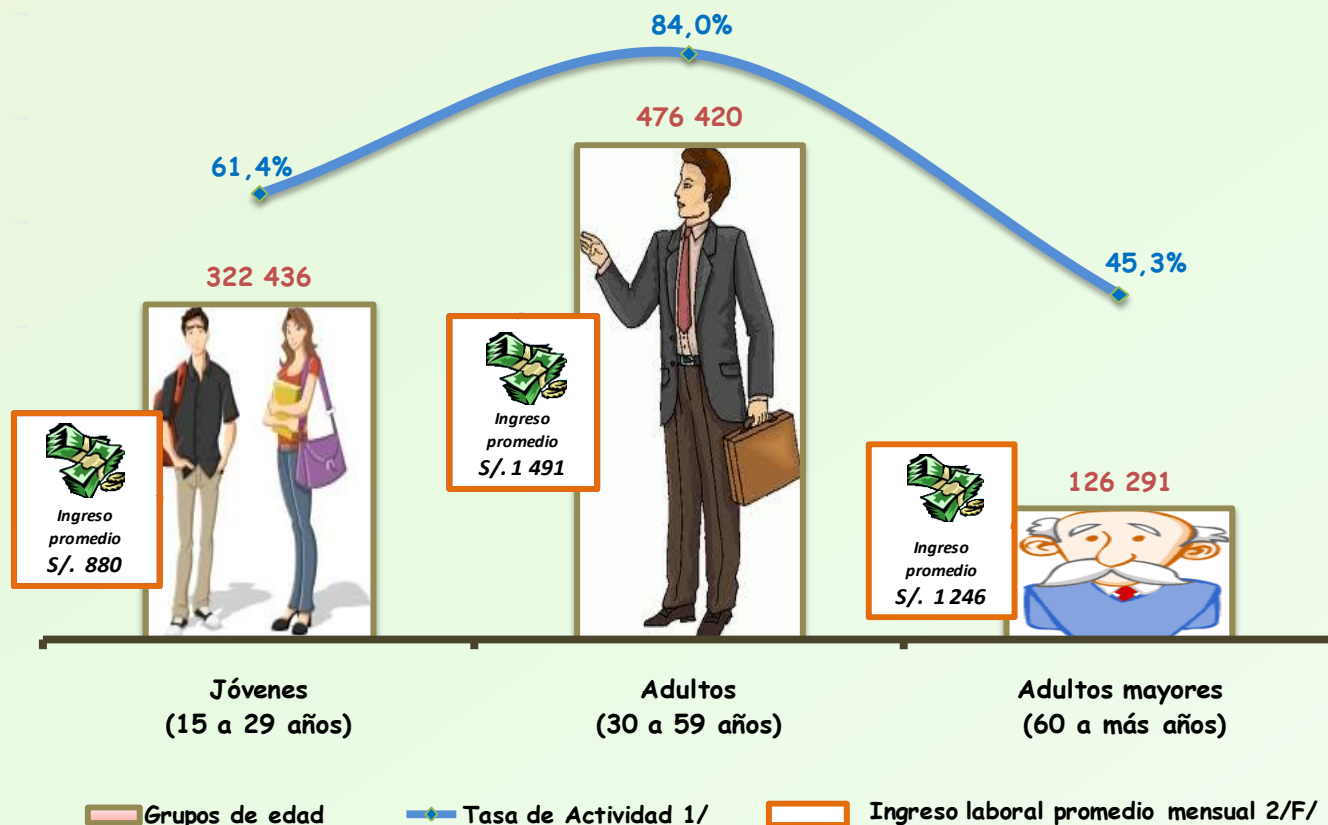 84,0%
476 420
61,4%
322 436
45,3%
126 291
Ingreso
promedio
S/. 880
Ingreso
promedio
S/. 1 491
Ingreso
promedio
S/. 1 246
Jóvenes
(15 a 29 años)
Adultos
(30 a 59 años)
Adultos mayores
(60 a más años)
Grupos de edad
Tasa de Actividad 1/
Ingreso laboral promedio mensual 2/F/